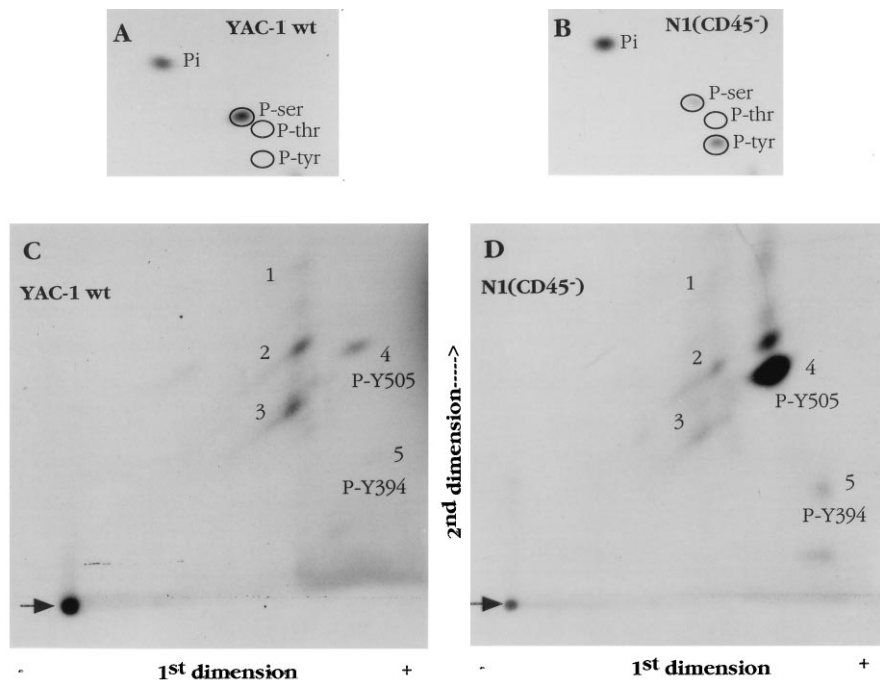 A YAC-1 wt
Pi
P-ser
P-thr
P-tyr
B N1(CD45-)
Pi
P-ser
P-thr
P-tyr
C
YAC-1 wt
1
2
3
4
P-Y505
5
P-Y394
- 1st dimension +
2nd dimension----->
D
N1(CD45-)
1
2
3
4
P-Y505
5
P-Y394
- 1st dimension +